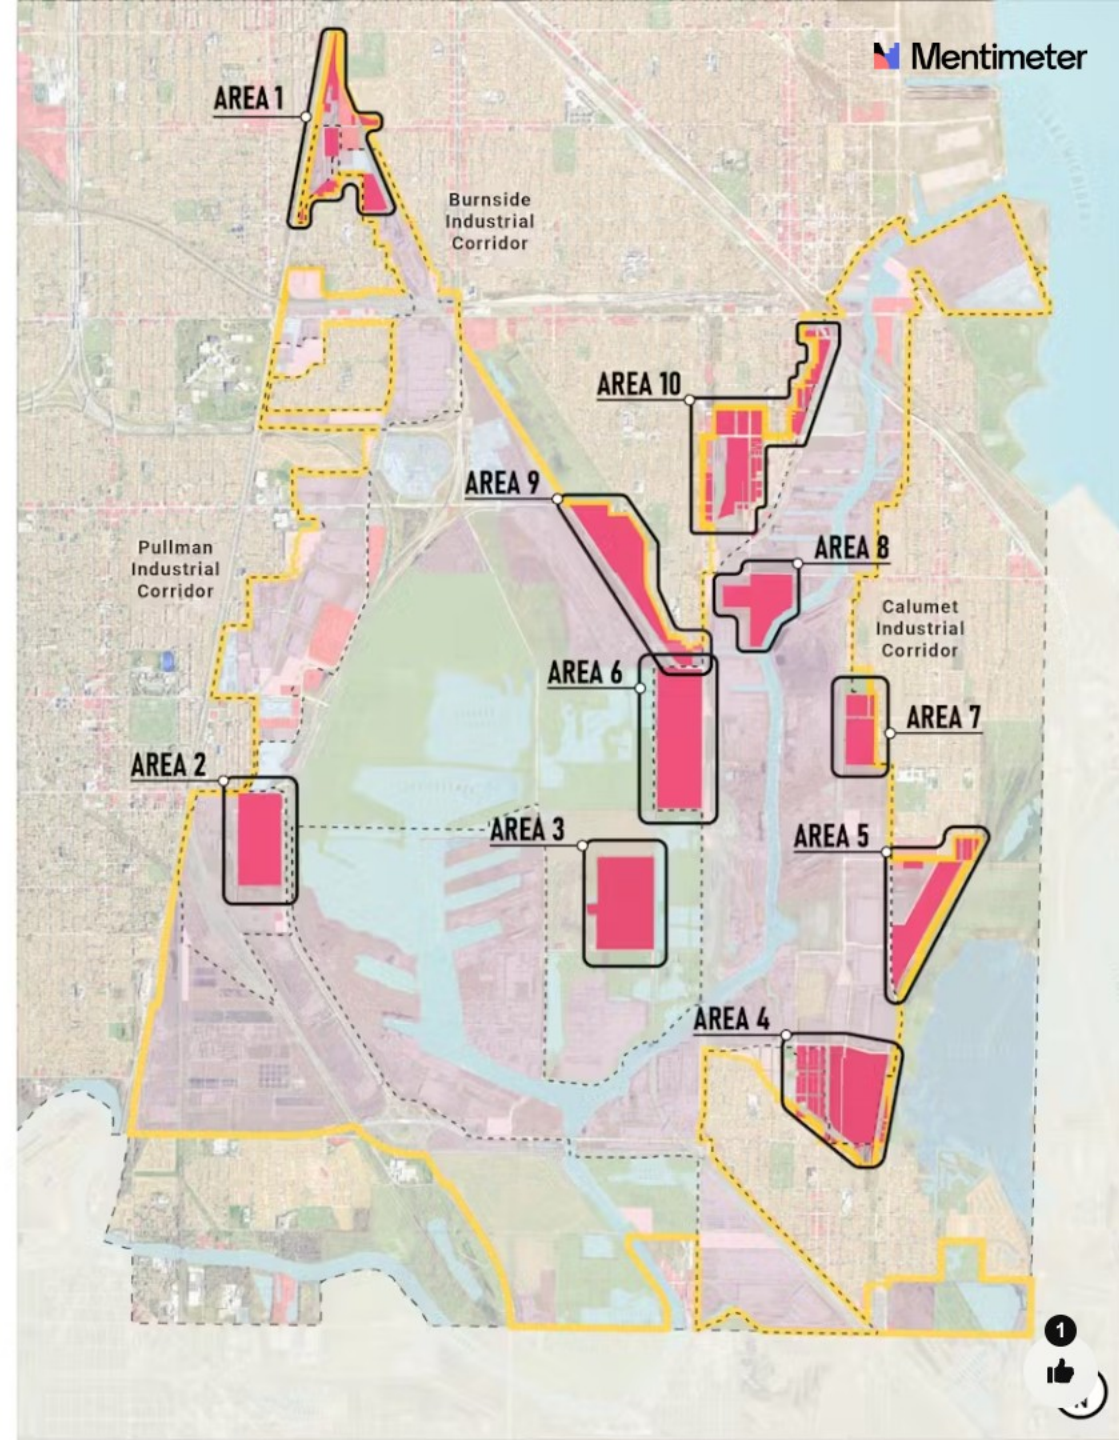 Mentimeter
AREA 1
Burnside
Industrial
Corridor
AREA 10
AREA 9
AREA 8
Pullman
Industrial
Corridor
Calumet
Industrial
Corridor
AREA 6
AREA 7
AREA 2
AREA 3
AREA 5
AREA 4
1